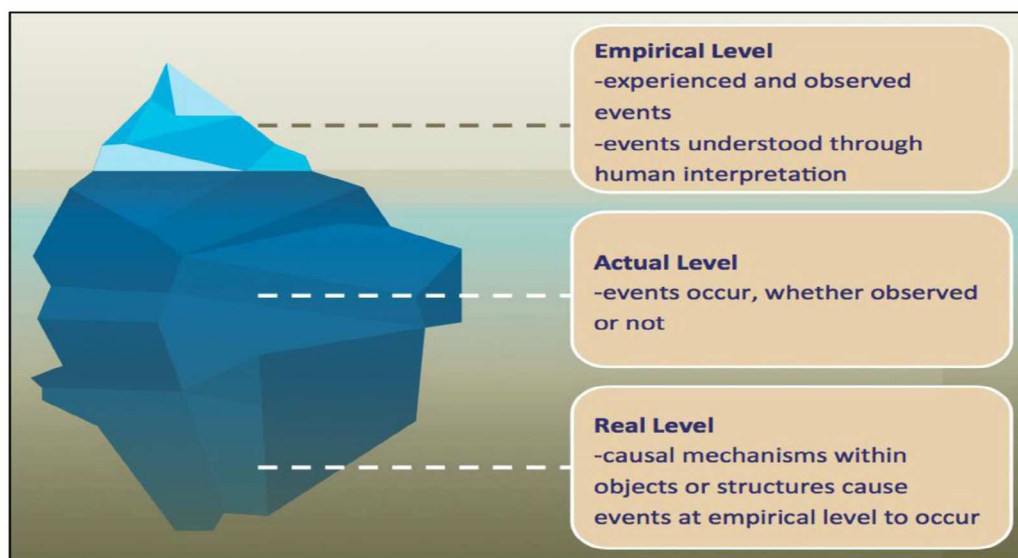 Empirical Level
-experienced and observed
events
-events understood through
human interpretation
Actual Level
-events occur, whether observed
or not
Real Level
-causal mechanisms within
objects or structures cause
events at empirical level to occur